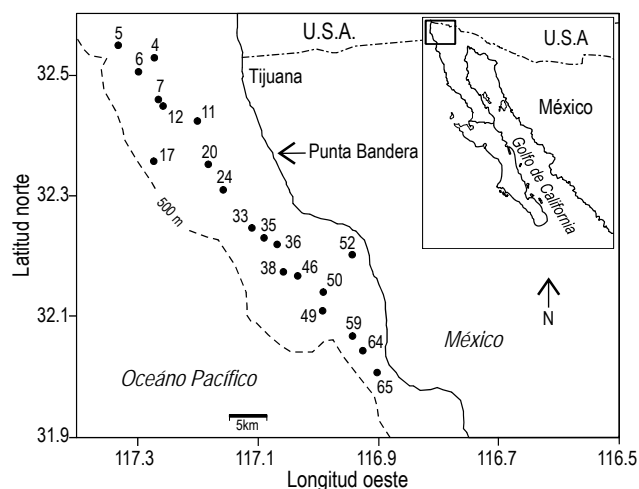 5
4
6
7
12
11
17
20
24
33
35
36
52
38
46
50
49
59
64
65
U.S.A.
Tijuana
Punta Bandera
500 m
Océano Pacífico
México
N
5km
U.S.A
México
Golfo de California
32.5
32.3
32.1
31.9
Latitud norte
117.3
117.1
116.9
116.7
116.5
Longitud oeste